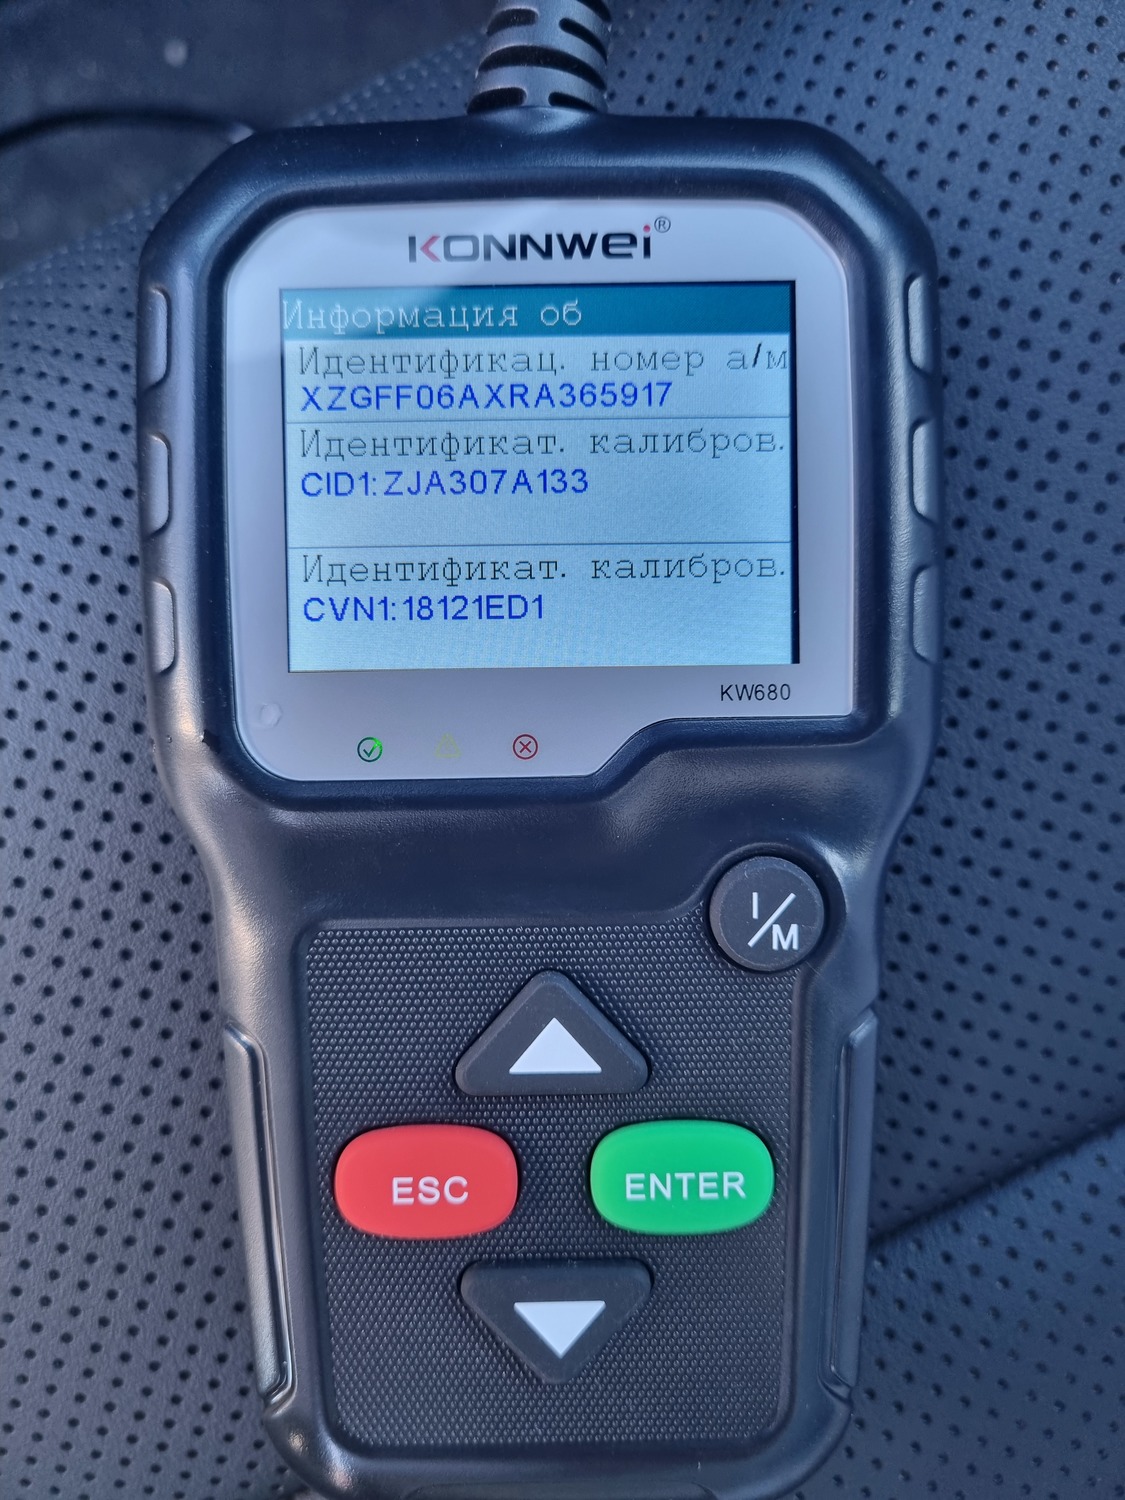 KONNWEI®
Информация об
Идентификац. номер а/м
XZGFF06AXRA365917
Идентификат. калибров.
CID1:ZJA307A133
Идентификат. калибров.
CVN1:18121ED1
KW680
I/M
ESC
ENTER